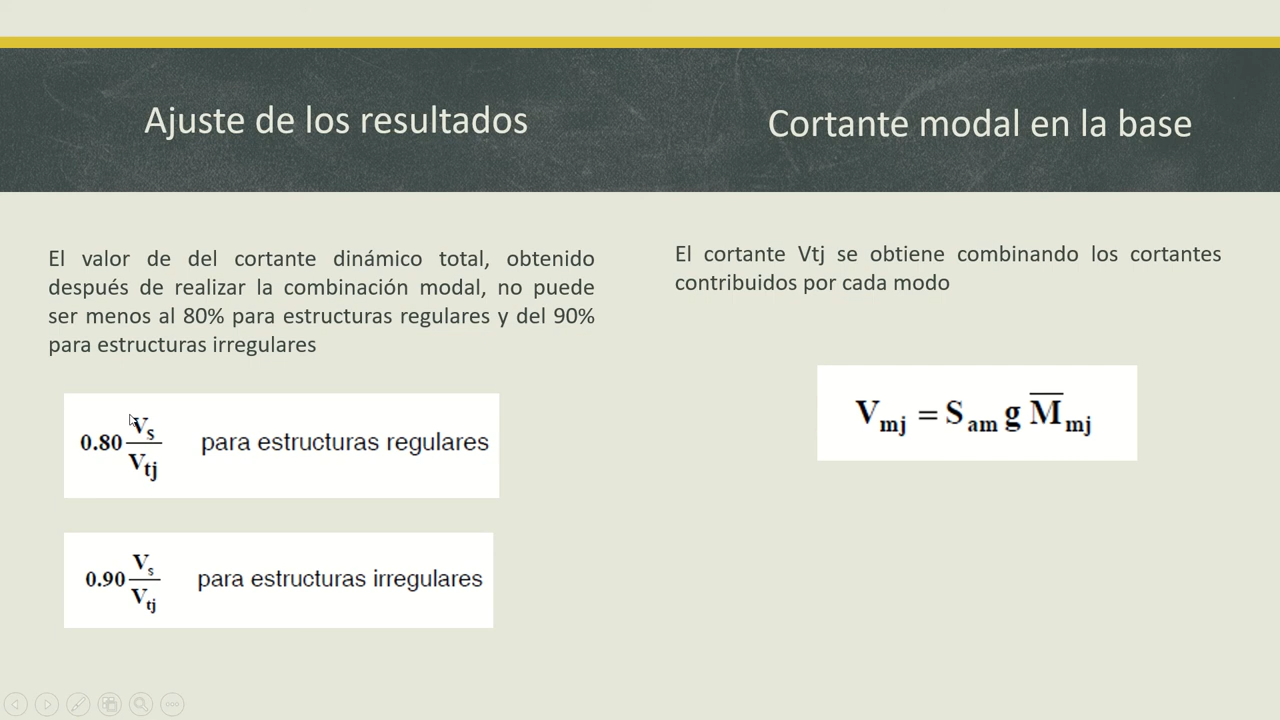 Ajuste de los resultados
El valor de del cortante dinámico total, obtenido
después de realizar la combinación modal, no puede
ser menos al 80% para estructuras regulares y del 90%
para estructuras irregulares
0.80 Vs/Vtj para estructuras regulares
0.90 Vs/Vtj para estructuras irregulares
Cortante modal en la base
El cortante Vtj se obtiene combinando los cortantes
contribuidos por cada modo
Vmj = Sam g M̅mj